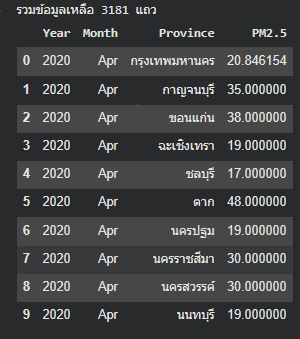 รวมข้อมูลเหลือ 3181 แถว
Year Month Province PM2.5
0 2020 Apr กรุงเทพมหานคร 20.846154
1 2020 Apr กาญจนบุรี 35.000000
2 2020 Apr ขอนแก่น 38.000000
3 2020 Apr ฉะเชิงเทรา 19.000000
4 2020 Apr ชลบุรี 17.000000
5 2020 Apr ตาก 48.000000
6 2020 Apr นครปฐม 19.000000
7 2020 Apr นครราชสีมา 30.000000
8 2020 Apr นครสวรรค์ 30.000000
9 2020 Apr นนทบุรี 19.000000